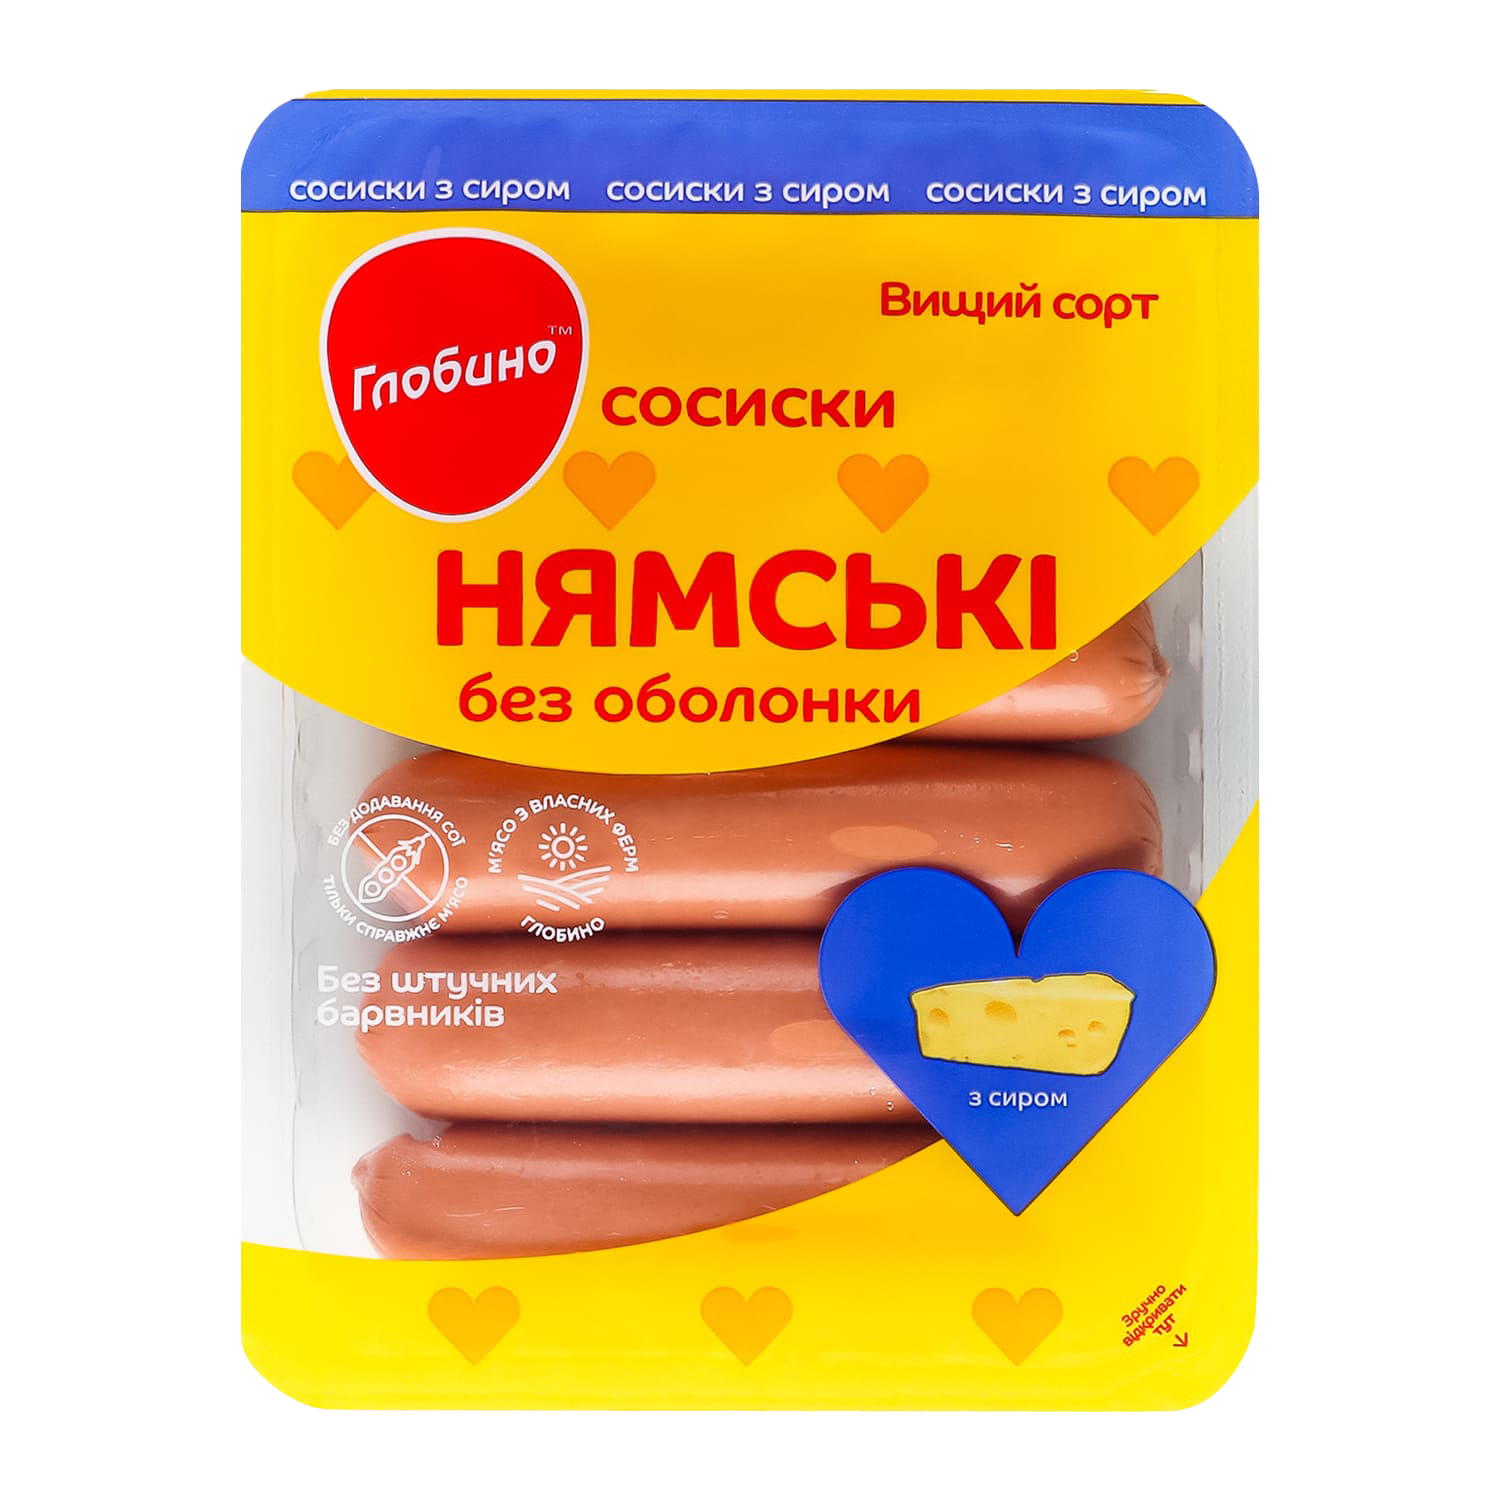 сосиски з сиром сосиски з сиром сосиски з сиром
Вищий сорт
Глобино™
сосиски
НЯМСЬКІ
без оболонки
БЕЗ ДОДАВАННЯ СОЇ
ТІЛЬКИ СПРАВЖНЄ М'ЯСО
М'ЯСО З ВЛАСНИХ ФЕРМ
ГЛОБИНО
Без штучних
барвників
з сиром
Зручно
відкривати
тут